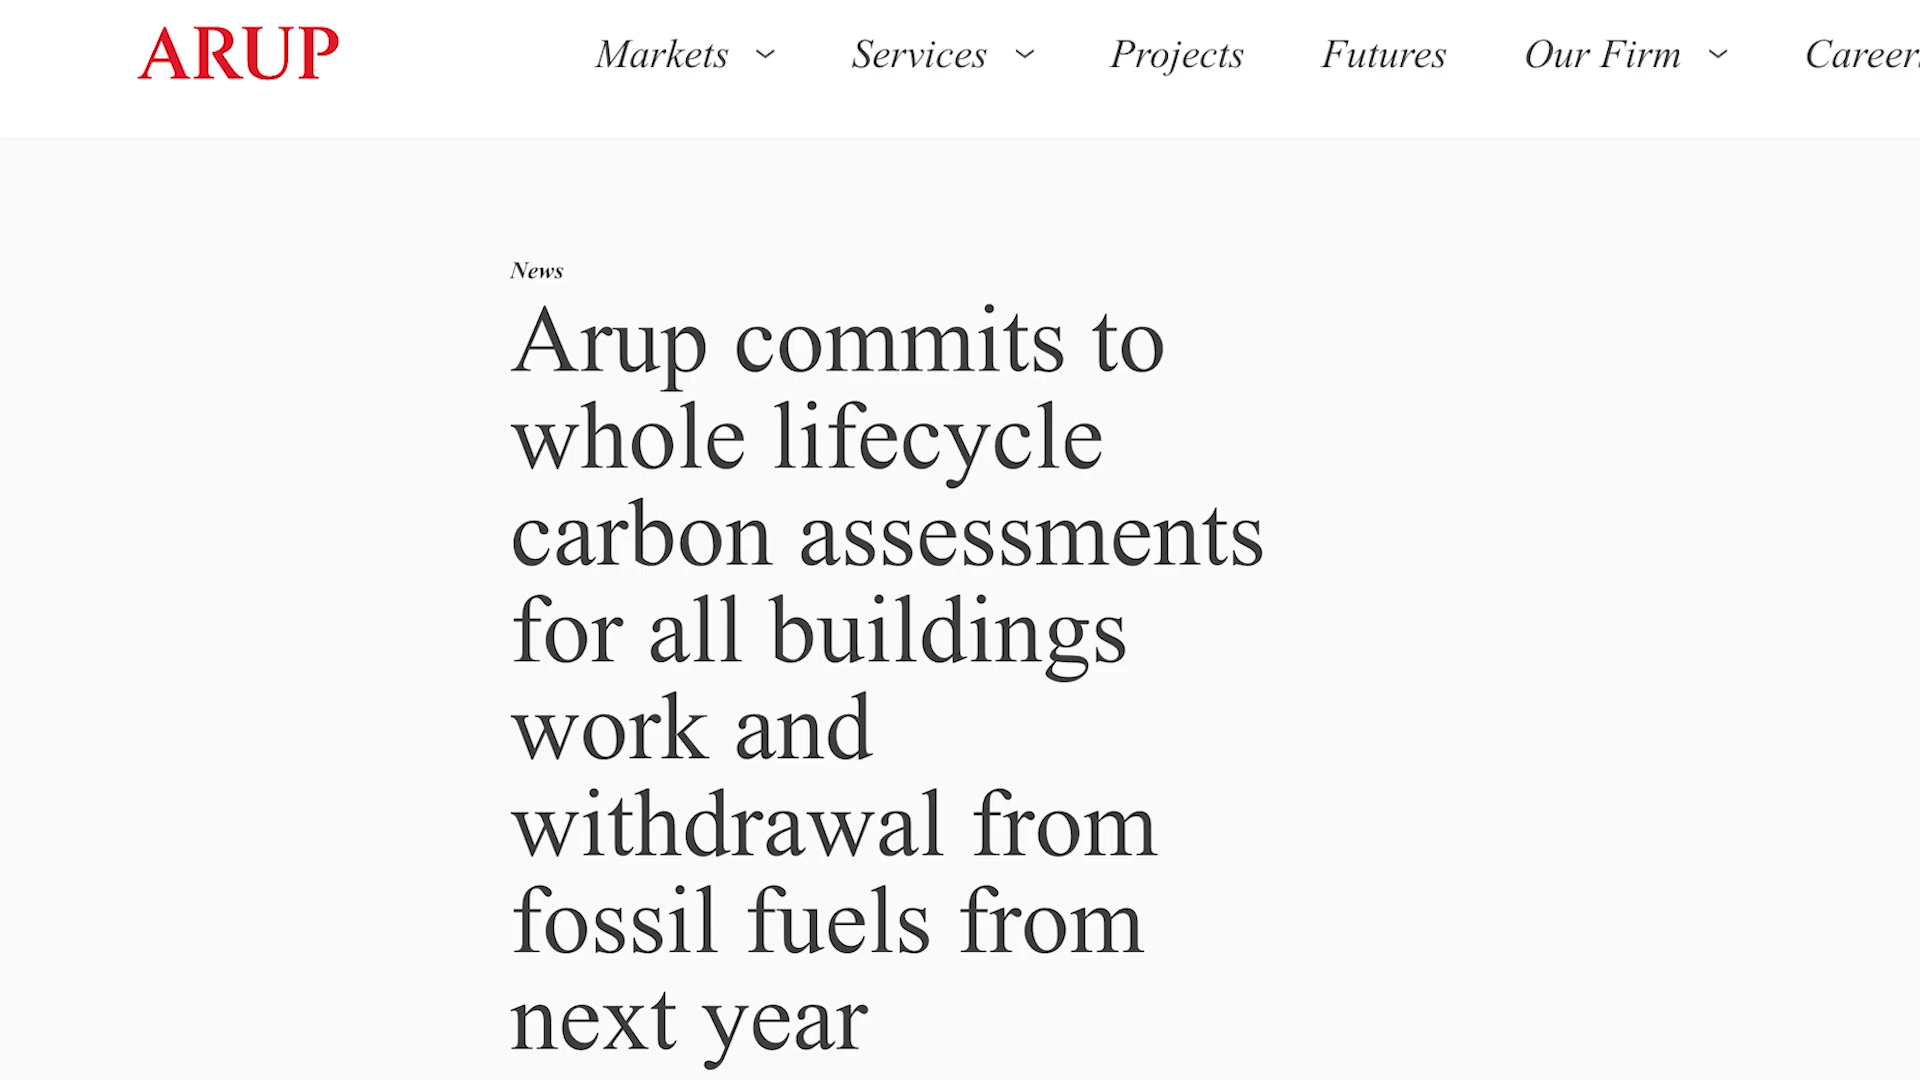 ARUP
Markets
Services
Projects
Futures
Our Firm
Career
News
Arup commits to
whole lifecycle
carbon assessments
for all buildings
work and
withdrawal from
fossil fuels from
next year